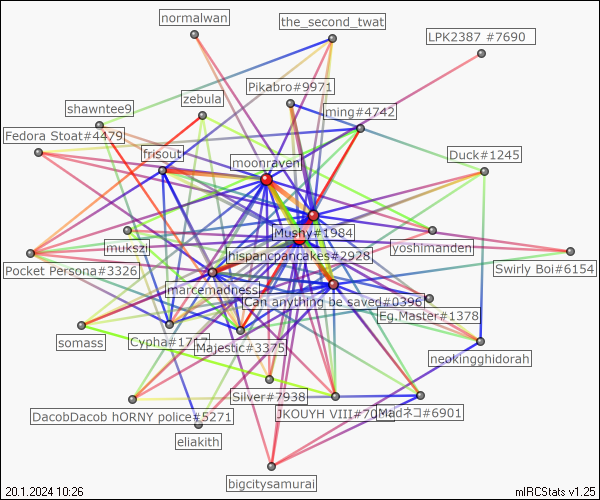 normalwan
the_second_twat
LPK2387 #7690
Pikabro#9971
zebula
shawntee9
ming#4742
Fedora Stoat#4479
frisout
moonraven
Duck#1245
Mushy#1984
mukszi
yoshimanden
hispancpancakes#2928
Pocket Persona#3326
Swirly Boi#6154
marcemadness
Can anything be saved#0396
Eg.Master#1378
somass
Cypha#1
Majestic#3375
neokingghidorah
Silver#7938
DacobDacob hORNY police#5271
JKOUYH VIII#70
Madネコ#6901
eliakith
bigcitysamurai
20.1.2024 10:26
mIRCStats v1.25